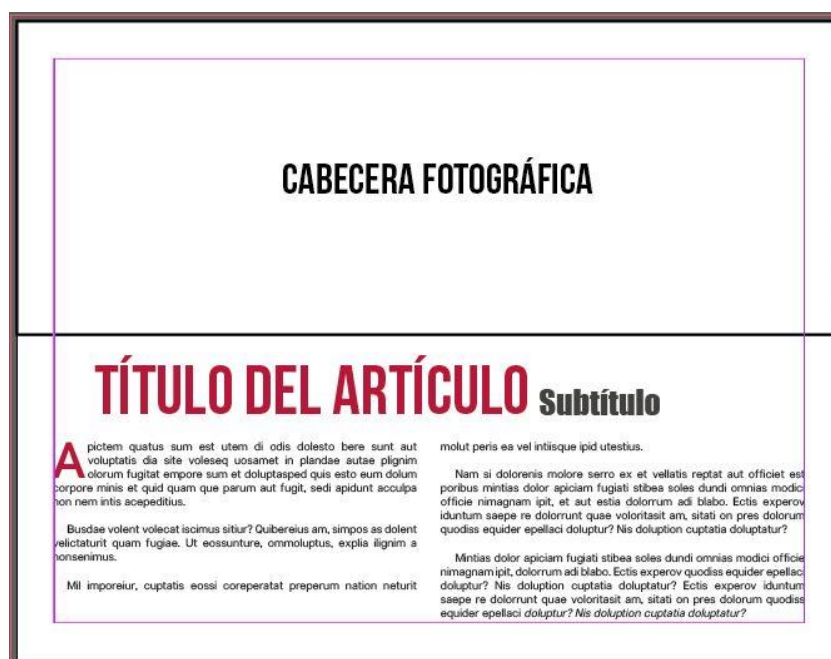 CABECERA FOTOGRÁFICA
TÍTULO DEL ARTÍCULO Subtítulo
Apictem quatus sum est utem di odis dolesto bere sunt aut
voluptatis dia site voleseq uosamet in plandae autae plignim
olorum fugitat empore sum et doluptasped quis esto eum dolum
corpore minis et quid quam que parum aut fugit, sedi apidunt acculpa
non nem intis acepeditius.
Busdae volent volecat iscimus sitiur? Quibereius am, simpos as dolent
velictaturit quam fugiae. Ut eossunture, ommoluptus, explia ilignim a
nonsenimus.
Mil imporeiur, cuptatis eossi coreperatat preperum nation neturit
molut peris ea vel intiisque ipid utestius.
Nam si dolorenis molore serro ex et vellatis reptat aut officiet est
poribus mintias dolor apiciam fugiati stibea soles dundi omnias modici
officie nimagnam ipit, et aut estia dolorrum adi blabo. Ectis experov
iduntum saepe re dolorrunt quae voloritasit am, sitati on pres dolorum
quodiss equider epellaci doluptur? Nis doluption cuptatia doluptatur?
Mintias dolor apiciam fugiati stibea soles dundi omnias modici officie
nimagnam ipit, dolorrum adi blabo. Ectis experov quodiss equider epellaci
doluptur? Nis doluption cuptatia doluptatur? Ectis experov iduntum
saepe re dolorrunt quae voloritasit am, sitati on pres dolorum quodiss
equider epellaci doluptur? Nis doluption cuptatia doluptatur?